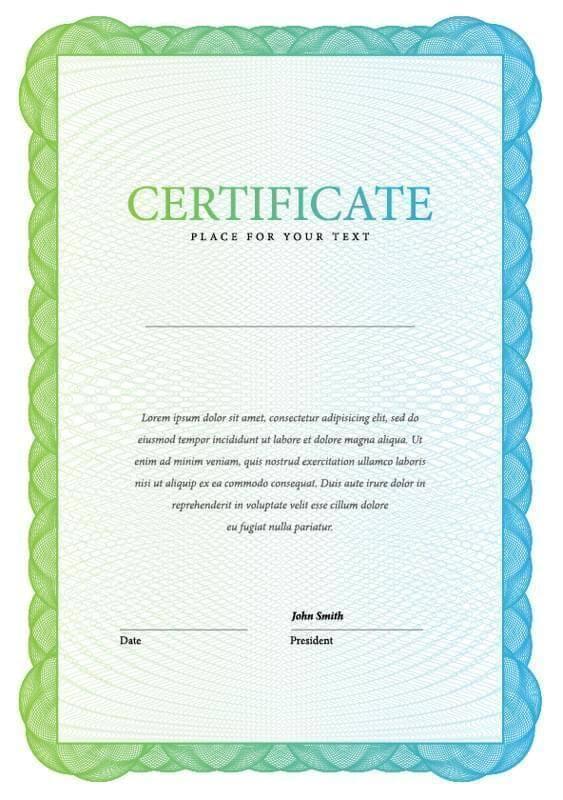 CERTIFICATE
PLACE FOR YOUR TEXT
Lorem ipsum dolor sit amet, consectetur adipisicing elit, sed do
eiusmod tempor incididunt ut labore et dolore magna aliqua. Ut
enim ad minim veniam, quis nostrud exercitation ullamco laboris
nisi ut aliquip ex ea commodo consequat. Duis aute irure dolor in
reprehenderit in voluptate velit esse cillum dolore
eu fugiat nulla pariatur.
John Smith
Date President